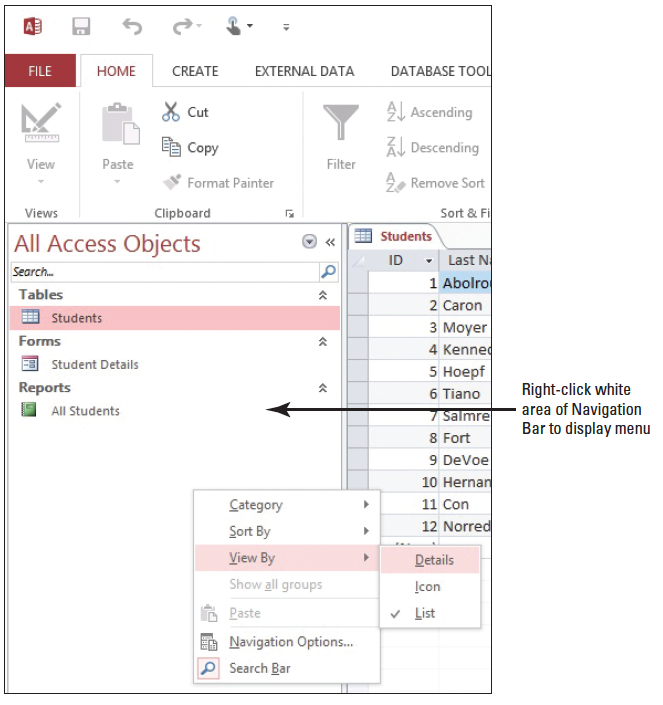 FILE HOME CREATE EXTERNAL DATA DATABASE TOOL
View
Paste
Cut
Copy
Format Painter
Filter
Ascending
Descending
Remove Sort
Views Clipboard Sort & Fi
All Access Objects
Search...
Tables
Students
Forms
Student Details
Reports
All Students
Students
ID Last Na
1 Abolro
2 Caron
3 Moyer
4 Kenned
5 Hoepf
6 Tiano
7 Salmre
8 Fort
9 DeVoe
10 Hernan
11 Con
12 Norred
Category
Sort By
View By
Show all groups
Paste
Navigation Options...
Search Bar
Details
Icon
List
Right-click white
area of Navigation
Bar to display menu